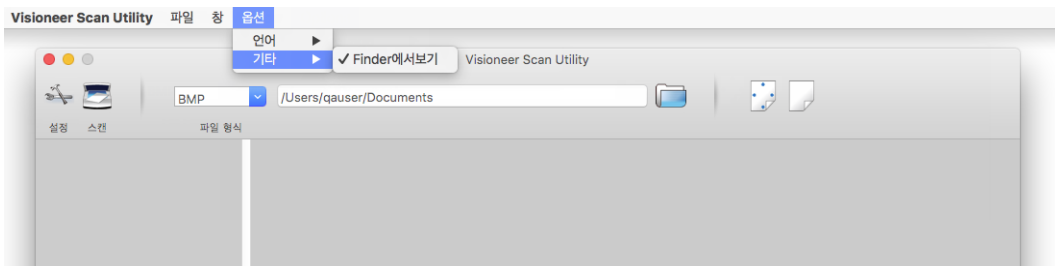 Visioneer Scan Utility 파일 창 옵션
언어
기타 ✓ Finder에서보기 Visioneer Scan Utility
BMP /Users/qauser/Documents
설정 스캔 파일 형식